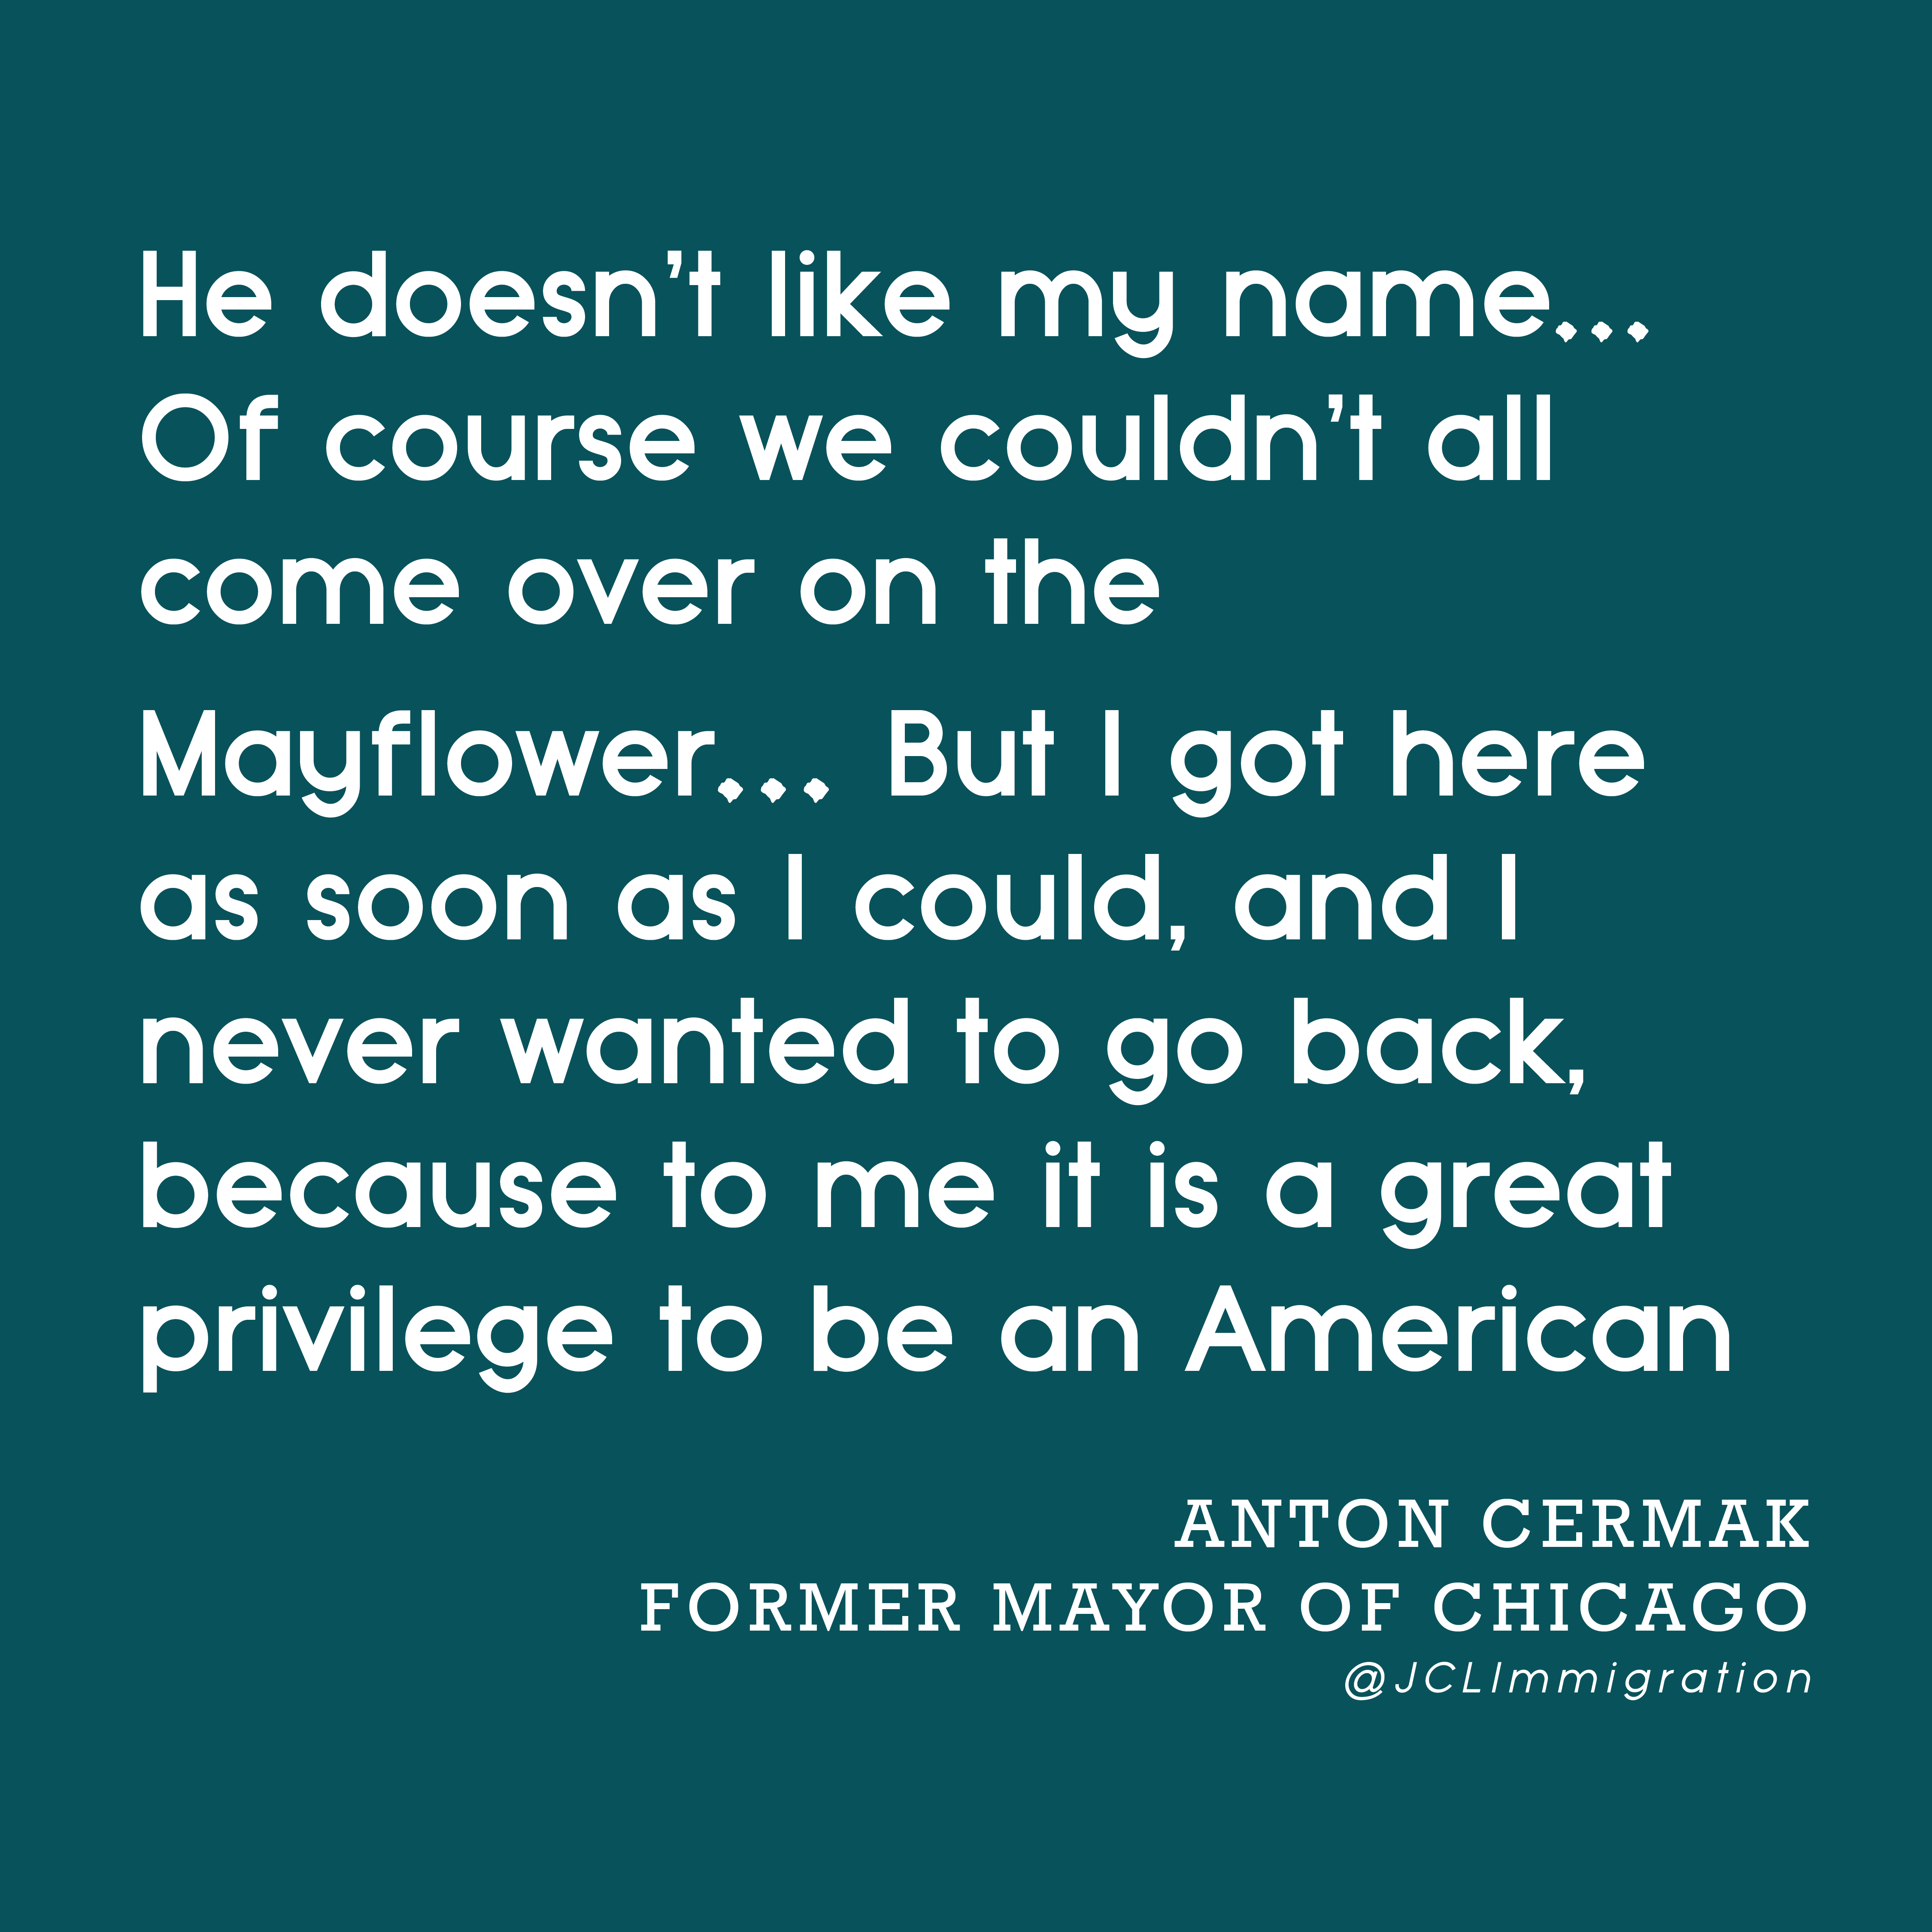 He doesn't like my name...
Of course we couldn't all
come over on the
Mayflower... But I got here
as soon as I could, and I
never wanted to go back,
because to me it is a great
privilege to be an American
ANTON CERMAK
FORMER MAYOR OF CHICAGO
@JCLImmigration